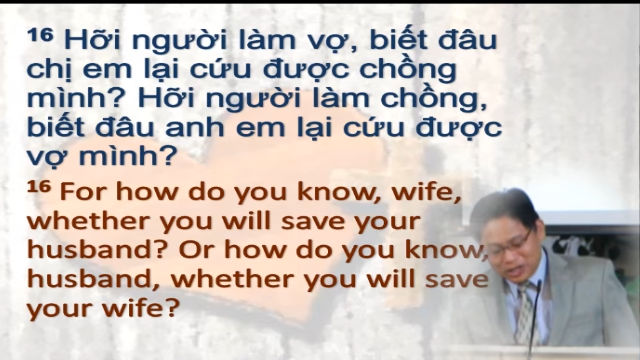 16 Hỡi người làm vợ, biết đâu
chị em lại cứu được chồng
mình? Hỡi người làm chồng,
biết đâu anh em lại cứu được
vợ mình?
16 For how do you know, wife,
whether you will save your
husband? Or how do you know,
husband, whether you will save
your wife?